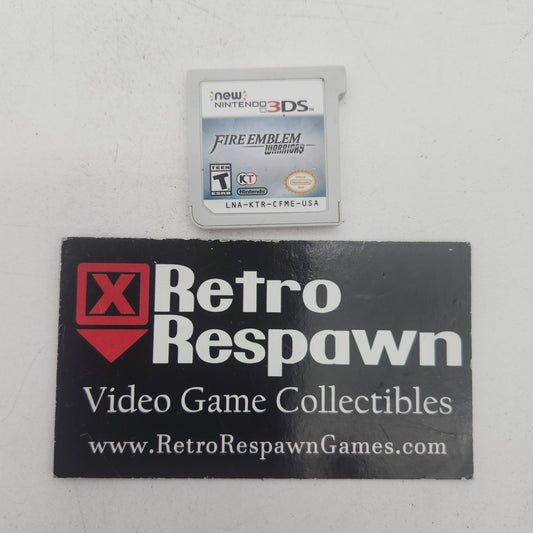 new
NINTENDO3DS™
FIRE EMBLEM
WARRIORS
TEEN
T
ESRB
KT
Nintendo
Nintendo
LNA-KTR-CFME-USA
X Retro
Respawn
Video Game Collectibles
www.RetroRespawnGames.com